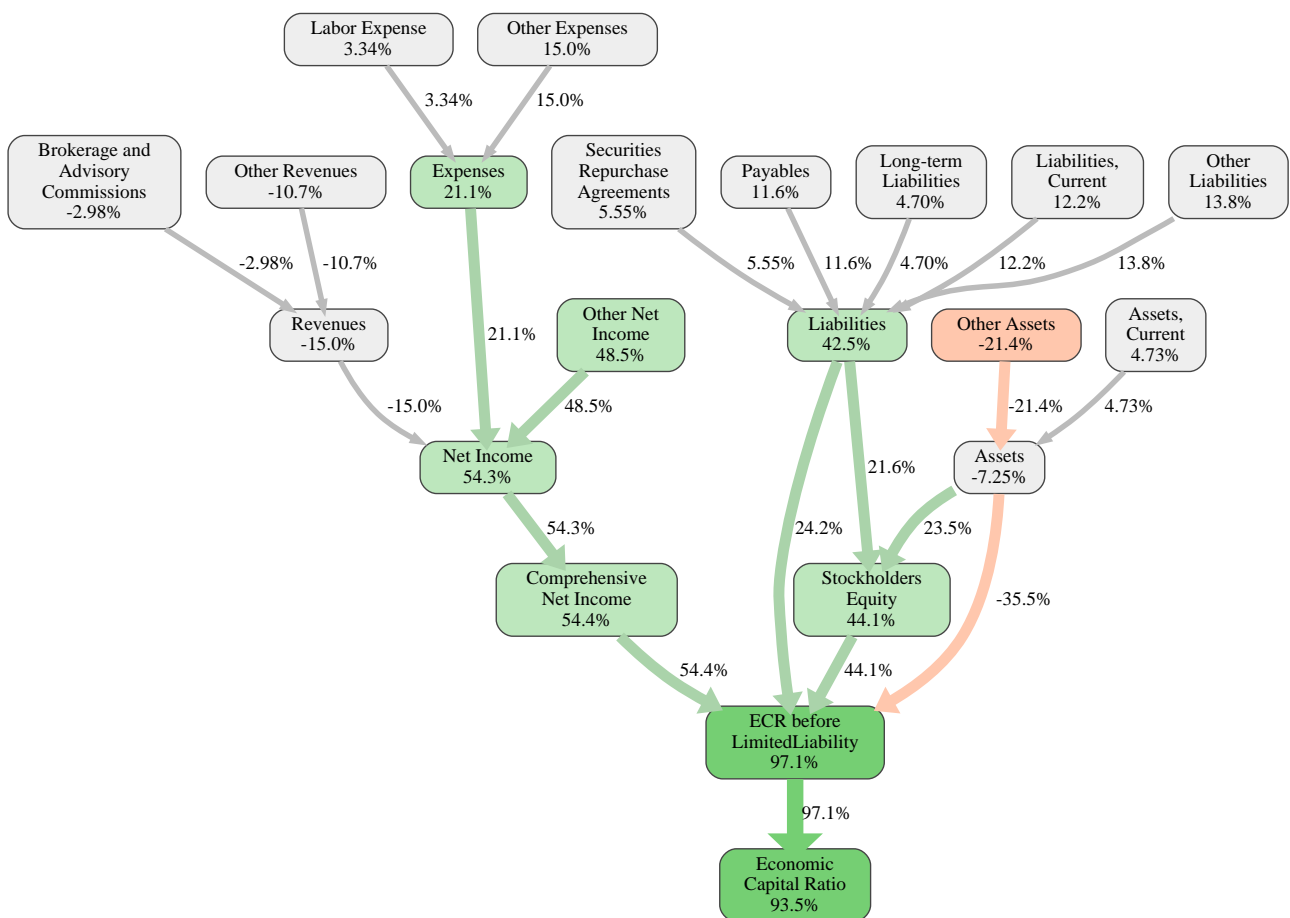 Labor Expense
3.34%
Other Expenses
15.0%
3.34%
15.0%
Brokerage and
Advisory
Commissions
-2.98%
Other Revenues
-10.7%
Expenses
21.1%
Securities
Repurchase
Agreements
5.55%
Payables
11.6%
Long-term
Liabilities
4.70%
Liabilities,
Current
12.2%
Other
Liabilities
13.8%
-2.98%
-10.7%
5.55%
11.6%
4.70%
12.2%
13.8%
Revenues
-15.0%
21.1%
Other Net
Income
48.5%
Liabilities
42.5%
Other Assets
-21.4%
Assets,
Current
4.73%
-15.0%
48.5%
-21.4%
4.73%
Net Income
54.3%
21.6%
Assets
-7.25%
54.3%
24.2%
23.5%
Comprehensive
Net Income
54.4%
Stockholders
Equity
44.1%
-35.5%
54.4%
44.1%
ECR before
LimitedLiability
97.1%
97.1%
Economic
Capital Ratio
93.5%